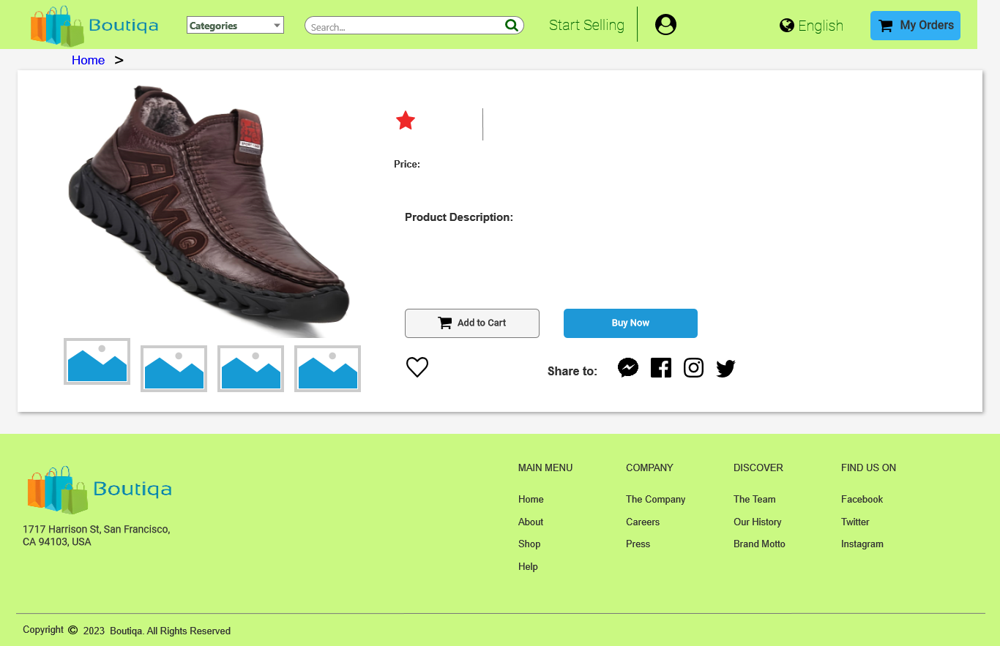 Boutiqa
Categories
Search...
Start Selling
English
My Orders
Home >
AMG
Price:
Product Description:
Add to Cart
Buy Now
Share to:
Boutiqa
1717 Harrison St, San Francisco,
CA 94103, USA
MAIN MENU
Home
About
Shop
Help
COMPANY
The Company
Careers
Press
DISCOVER
The Team
Our History
Brand Motto
FIND US ON
Facebook
Twitter
Instagram
Copyright © 2023 Boutiqa. All Rights Reserved